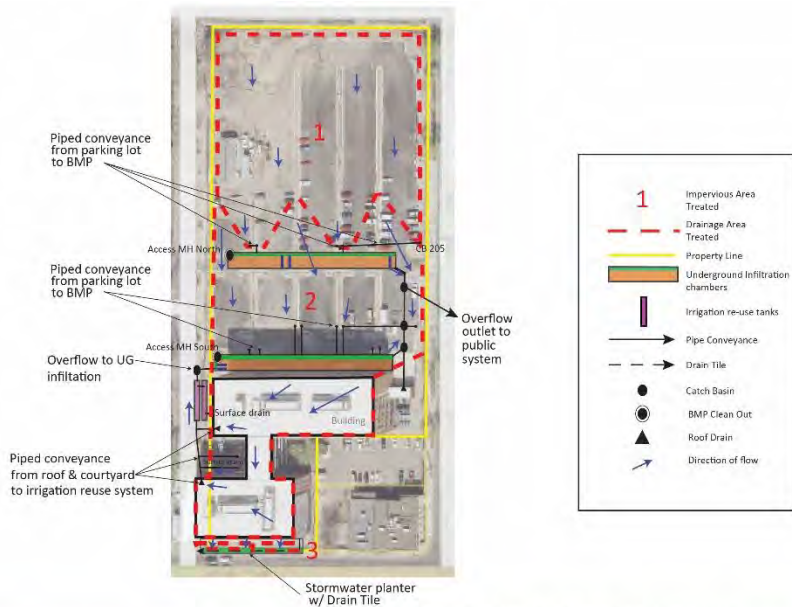 1
Piped conveyance
from parking lot
to BMP
Access MH North
CB 205
Piped conveyance
from parking lot
to BMP
2
Overflow
outlet to
public
system
Access MH South
Overflow to UG
infiltation
Surface drain
Building
Piped conveyance
from roof & courtyard
to irrigation reuse system
3
Stormwater planter
w/ Drain Tile
1
Impervious Area
Treated
Drainage Area
Treated
Property Line
Underground Infiltration
chambers
Irrigation re-use tanks
Pipe Conveyance
Drain Tile
Catch Basin
BMP Clean Out
Roof Drain
Direction of flow